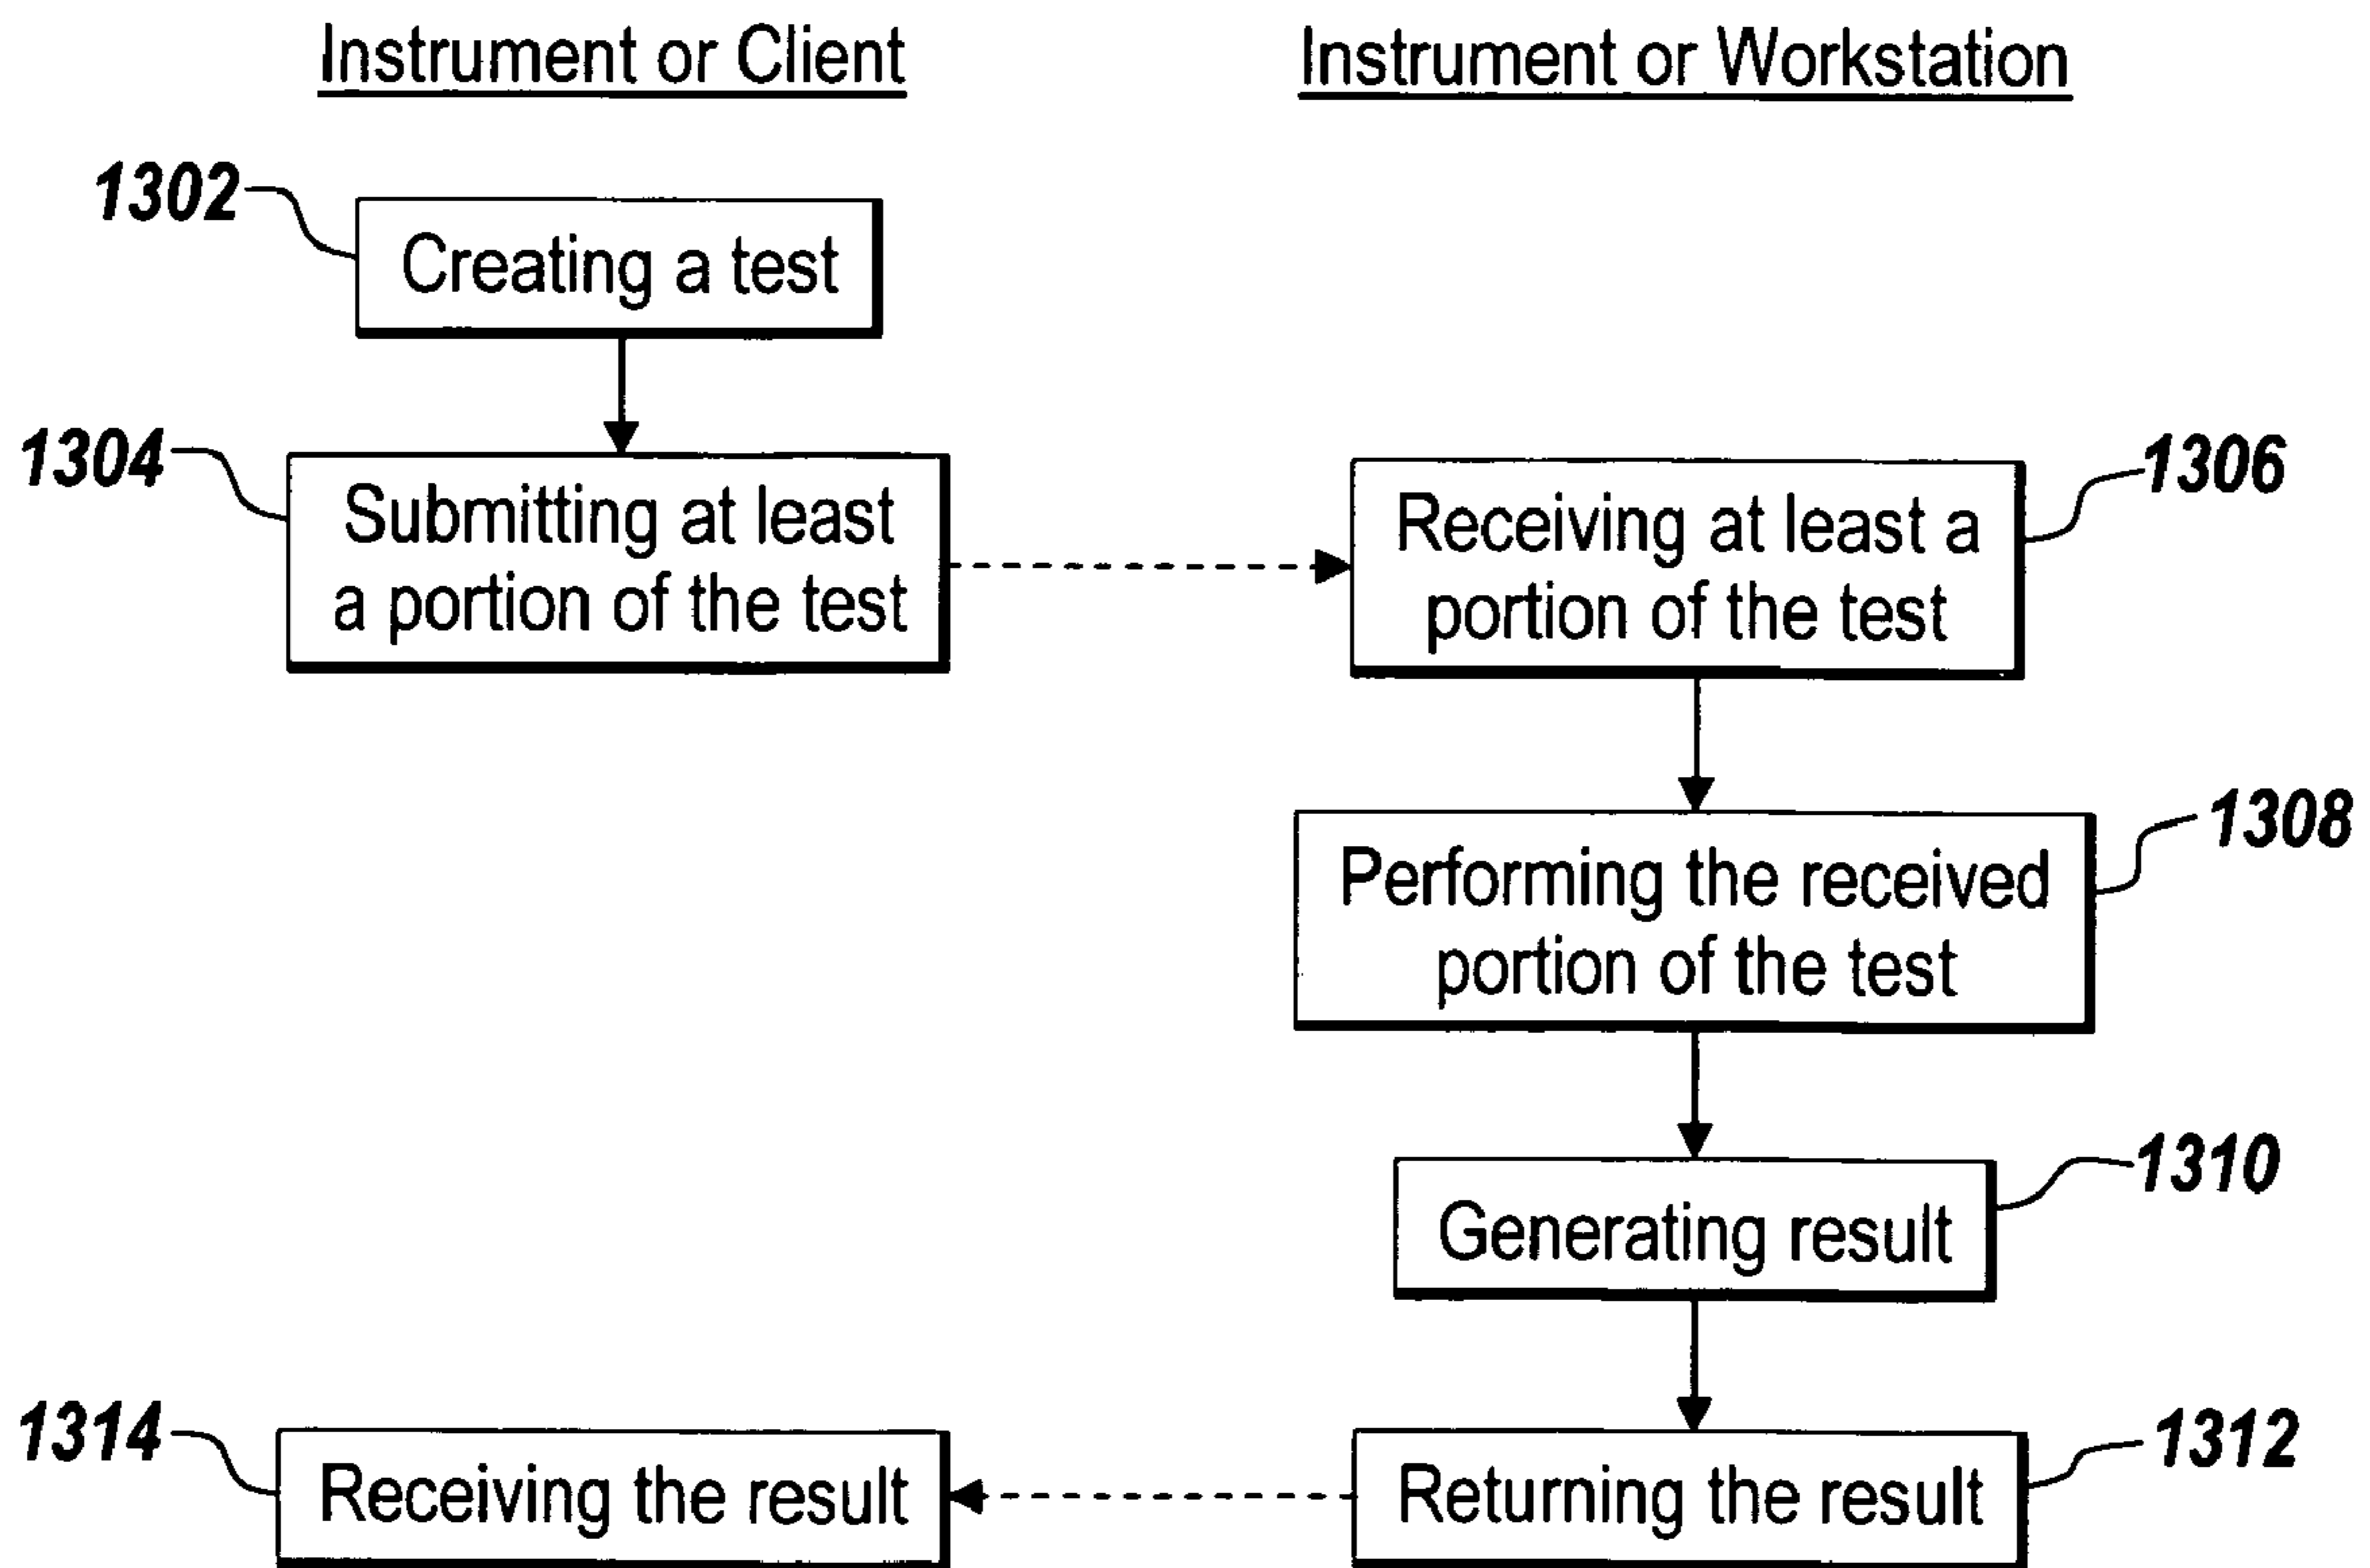 Instrument or Client
Instrument or Workstation
1302
Creating a test
1304
Submitting at least
a portion of the test
1306
Receiving at least a
portion of the test
1308
Performing the received
portion of the test
1310
Generating result
1314
Receiving the result
1312
Returning the result